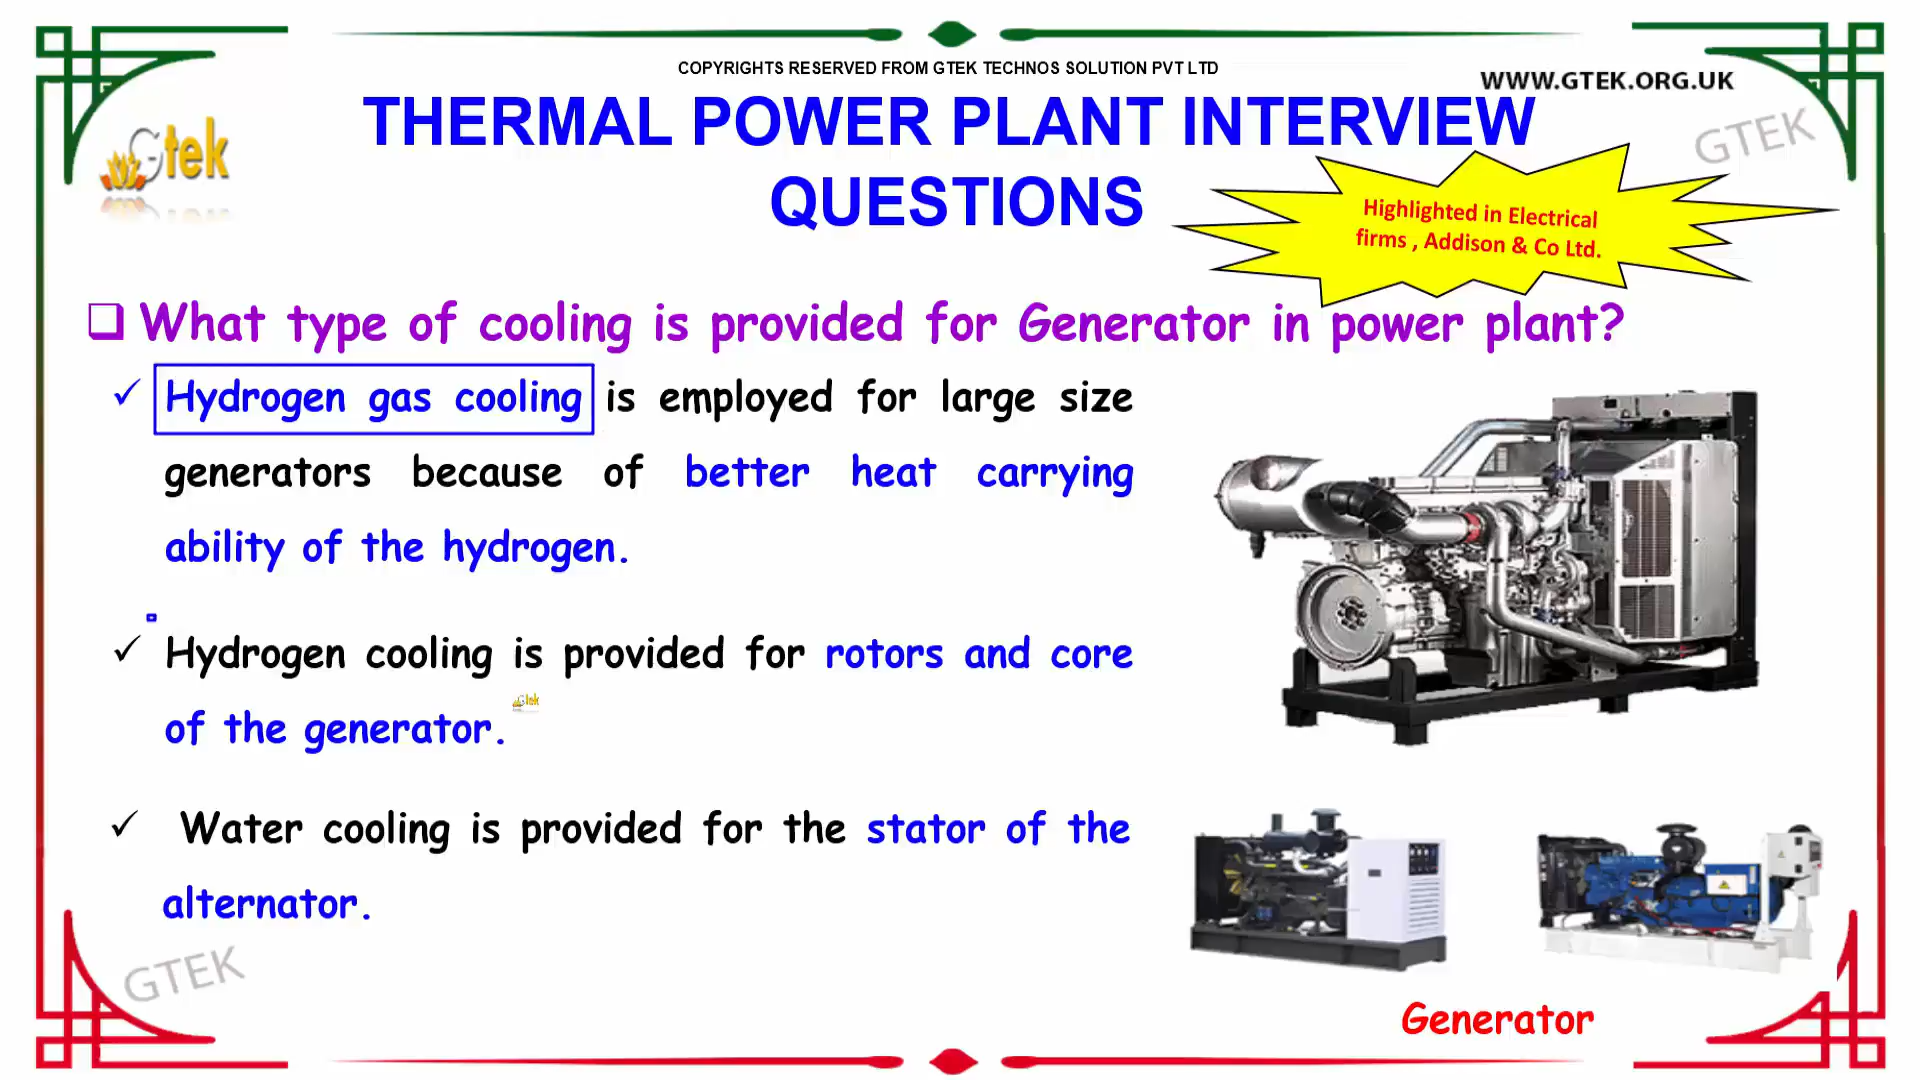 COPYRIGHTS RESERVED FROM GTEK TECHNOS SOLUTION PVT LTD
WWW.GTEK.ORG.UK
Gtek
THERMAL POWER PLANT INTERVIEW
QUESTIONS
GTEK
Highlighted in Electrical
firms , Addison & Co Ltd.
What type of cooling is provided for Generator in power plant?
Hydrogen gas cooling is employed for large size
generators because of better heat carrying
ability of the hydrogen.
Hydrogen cooling is provided for rotors and core
of the generator.
Gtek
Water cooling is provided for the stator of the
alternator.
GTEK
Generator